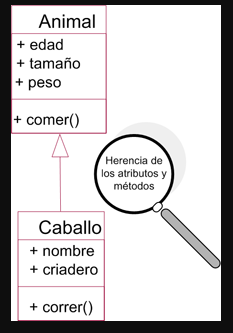 Animal
+ edad
+ tamaño
+ peso
+ comer()
Herencia de
los atributos y
métodos
Caballo
+ nombre
+ criadero
+ correr()